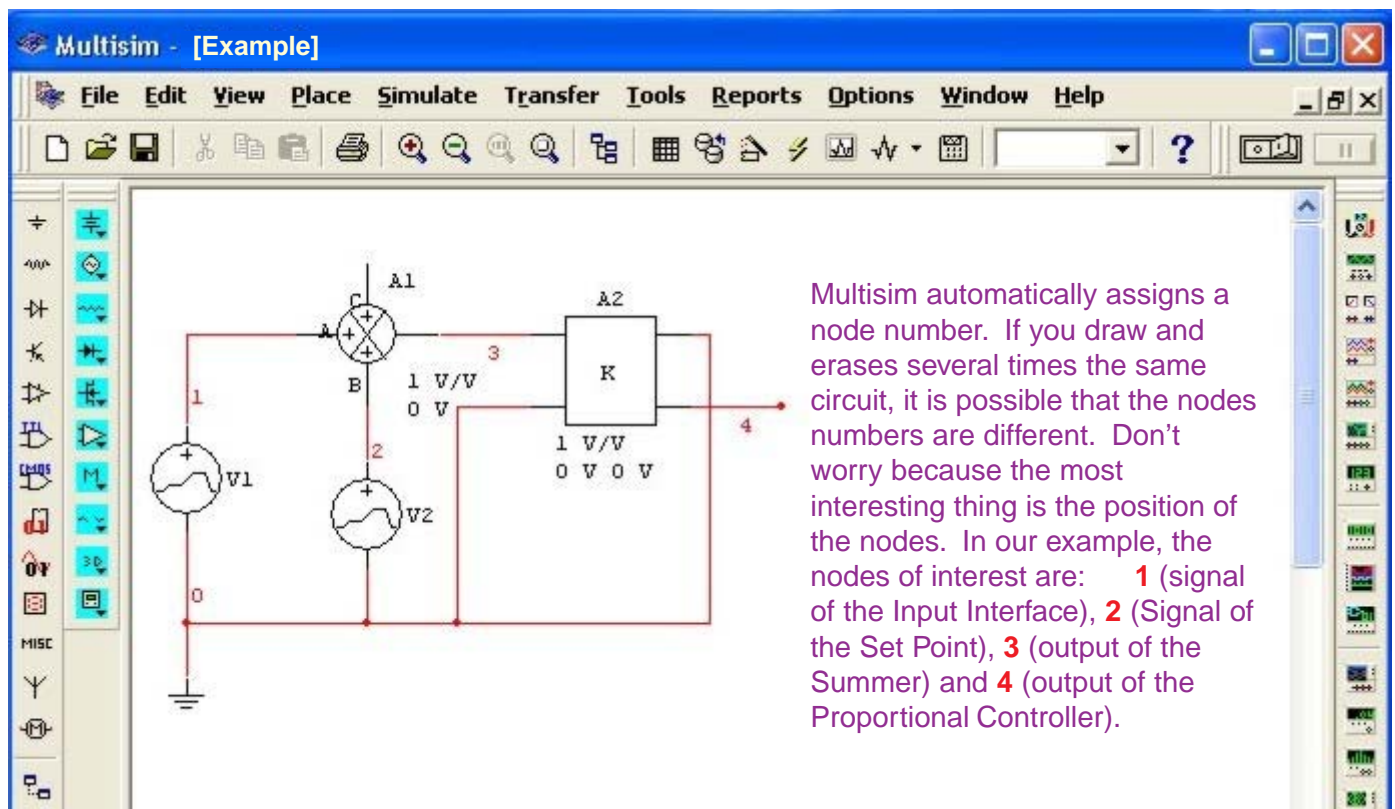 Multisim - [Example]
File Edit View Place Simulate Transfer Tools Reports Options Window Help
?
A1
C
A
B
1 V/V
0 V
A2
K
1 V/V
0 V 0 V
1
2
3
4
0
V1
V2
TTL
CMOS
MISC
M
3D
Multisim automatically assigns a
node number. If you draw and
erases several times the same
circuit, it is possible that the nodes
numbers are different. Don't
worry because the most
interesting thing is the position of
the nodes. In our example, the
nodes of interest are: 1 (signal
of the Input Interface), 2 (Signal of
the Set Point), 3 (output of the
Summer) and 4 (output of the
Proportional Controller).